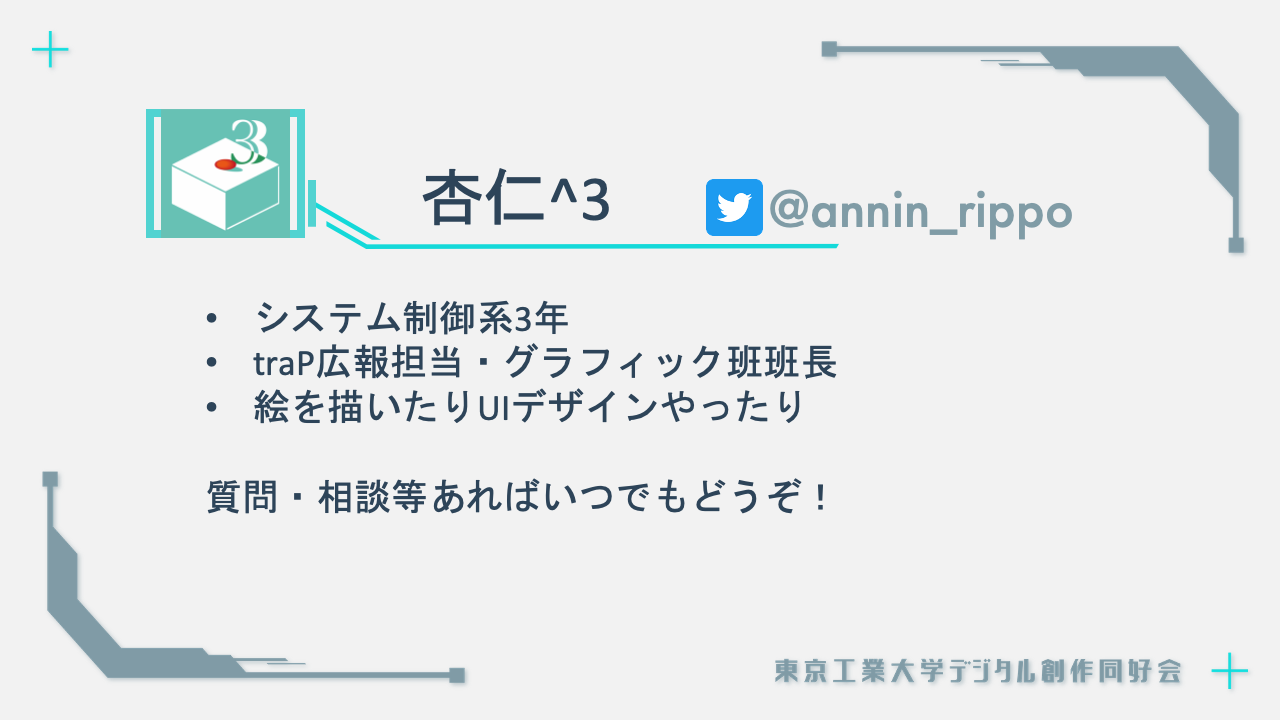 3
杏仁^3
@annin_rippo
• システム制御系3年
• traP広報担当・グラフィック班班長
• 絵を描いたりUIデザインやったり
質問・相談等あればいつでもどうぞ！
東京工業大学デジタル創作同好会